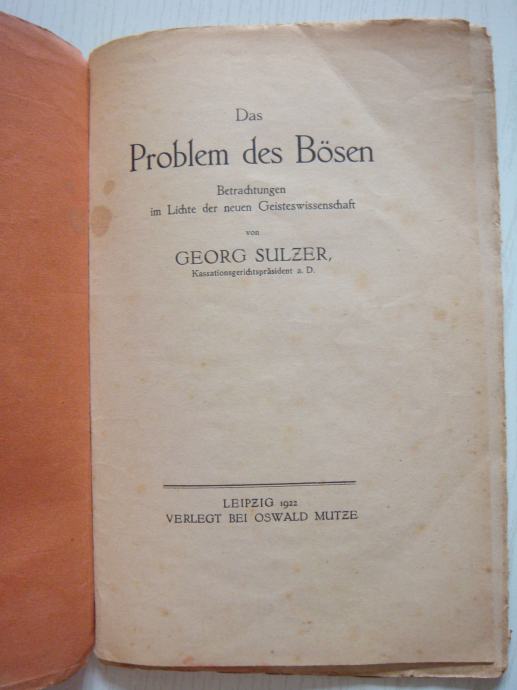 Das
Problem des Bösen
Betrachtungen
im Lichte der neuen Geisteswissenschaft
von
GEORG SULZER,
Kassationsgerichtspräsident a. D.
LEIPZIG 1922
VERLEGT BEI OSWALD MUTZE